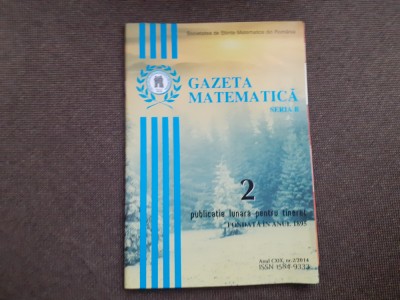 Societatea de Științe Matematice din România
GAZETA
MATEMATICĂ
SERIA B
2
publicație lunară pentru tineret
FONDATĂ ÎN ANUL 1895
Anul CXIX nr. 2/2014
ISSN 1584-9333